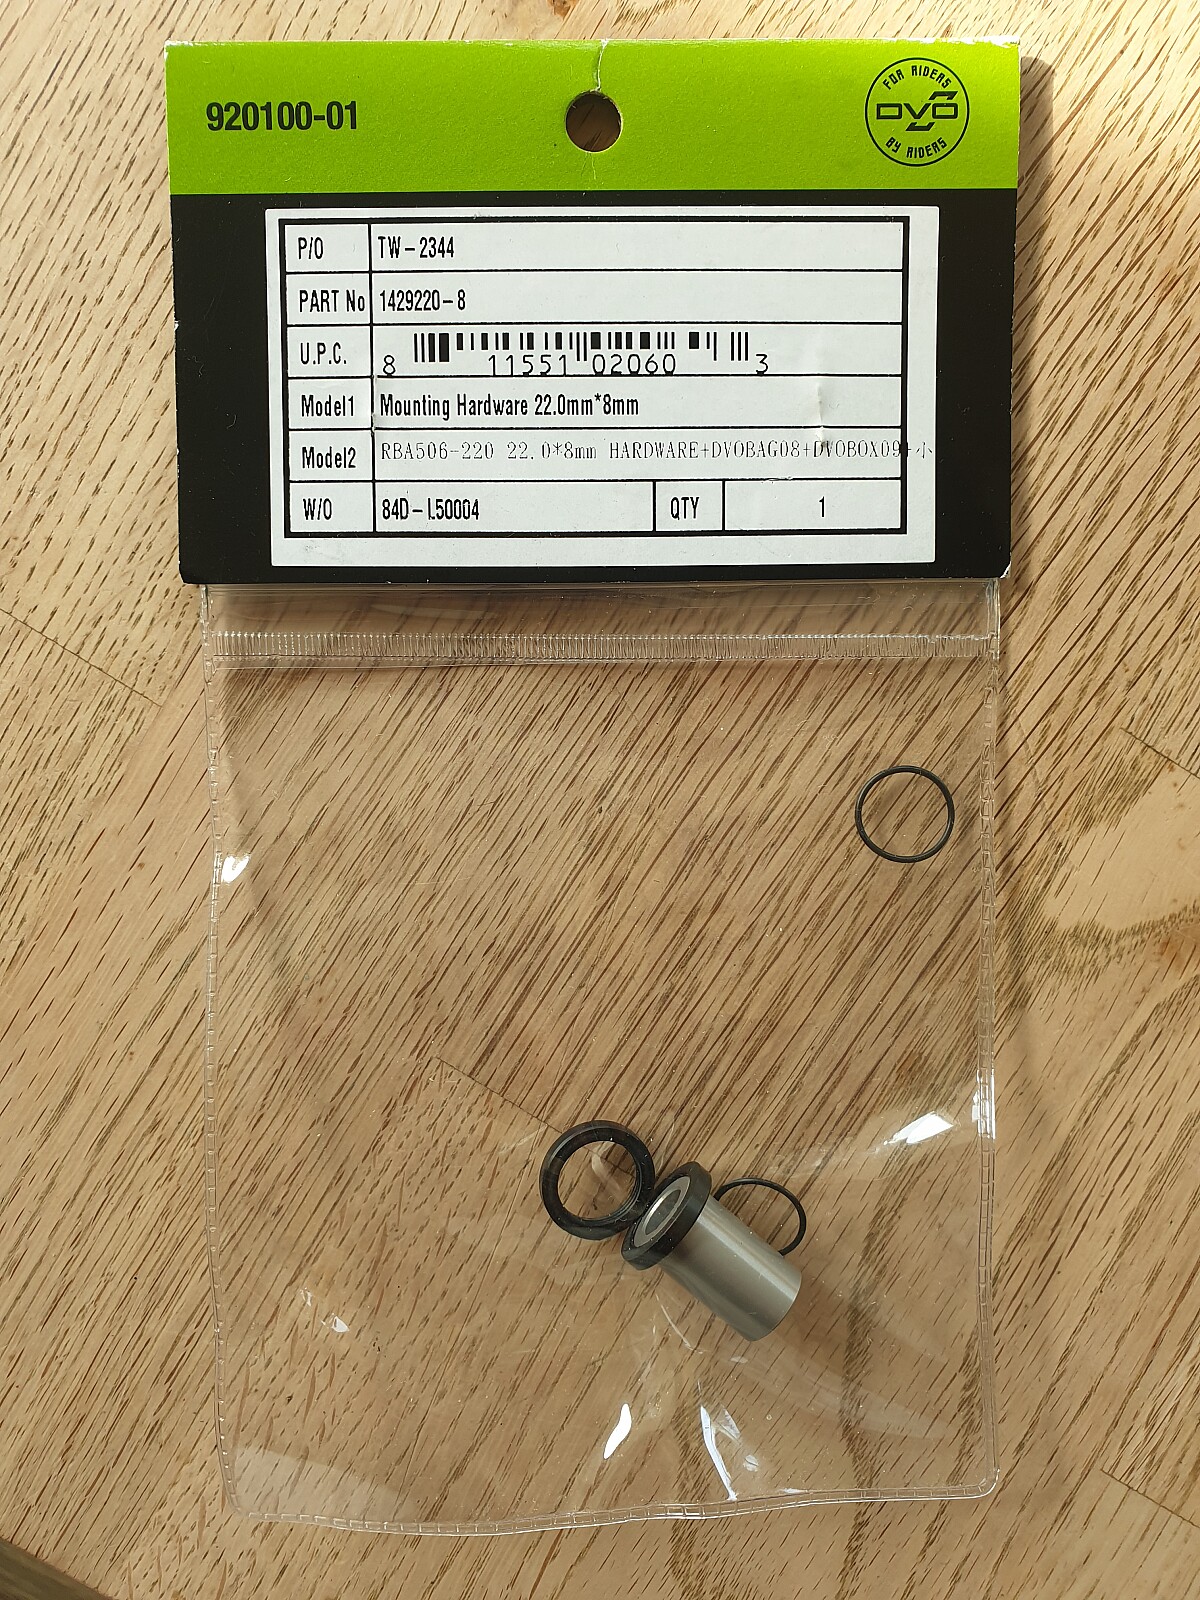 920100-01
FOR RIDERS
DVO
BY RIDERS
P/O TW-2344
PART No 1429220-8
U.P.C. 8 11551 02060 3
Model1 Mounting Hardware 22.0mm*8mm
Model2 RBA506-220 22.0*8mm HARDWARE+DVOBAG08+DVOBOX09+小
W/O 84D-L50004 QTY 1